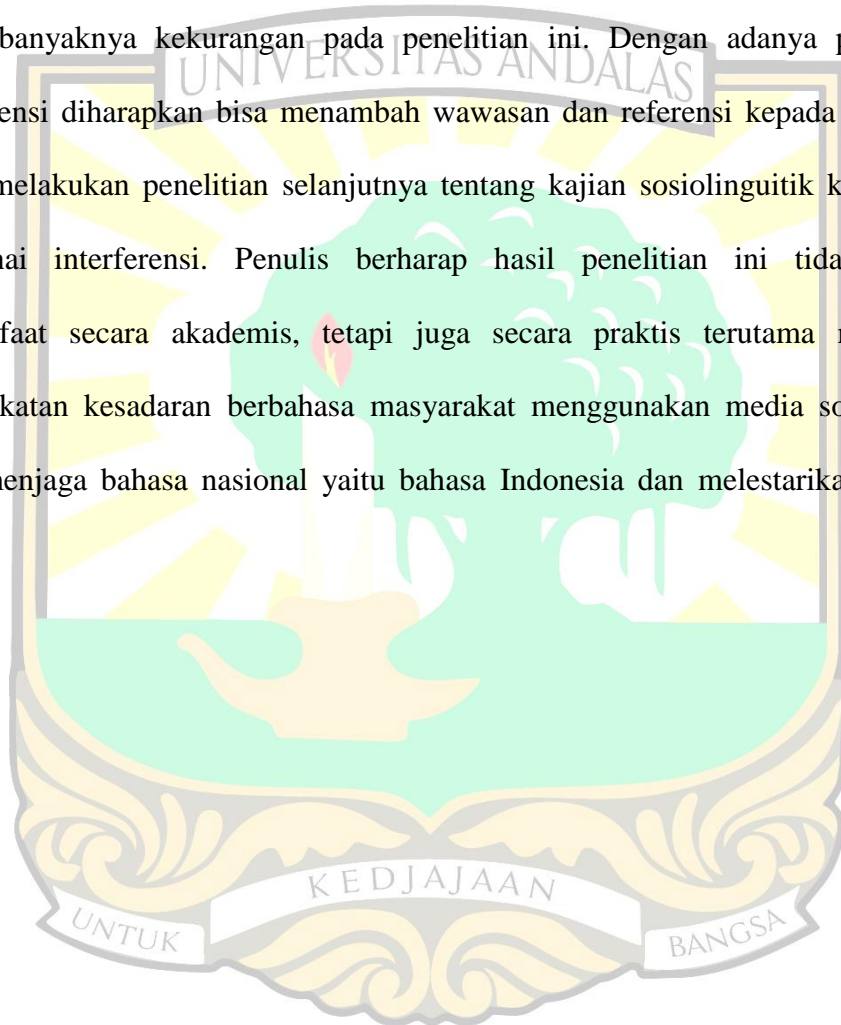 banyaknya kekurangan pada penelitian ini. Dengan adanya p
UNIVERSITAS ANDALAS
ensi diharapkan bisa menambah wawasan dan referensi kepada
melakukan penelitian selanjutnya tentang kajian sosiolinguitik k
nai interferensi. Penulis berharap hasil penelitian ini tida
faat secara akademis, tetapi juga secara praktis terutama
katan kesadaran berbahasa masyarakat menggunakan media so
nenjaga bahasa nasional yaitu bahasa Indonesia dan melestarika
UNTUK KEDJAJAAN BANGSA